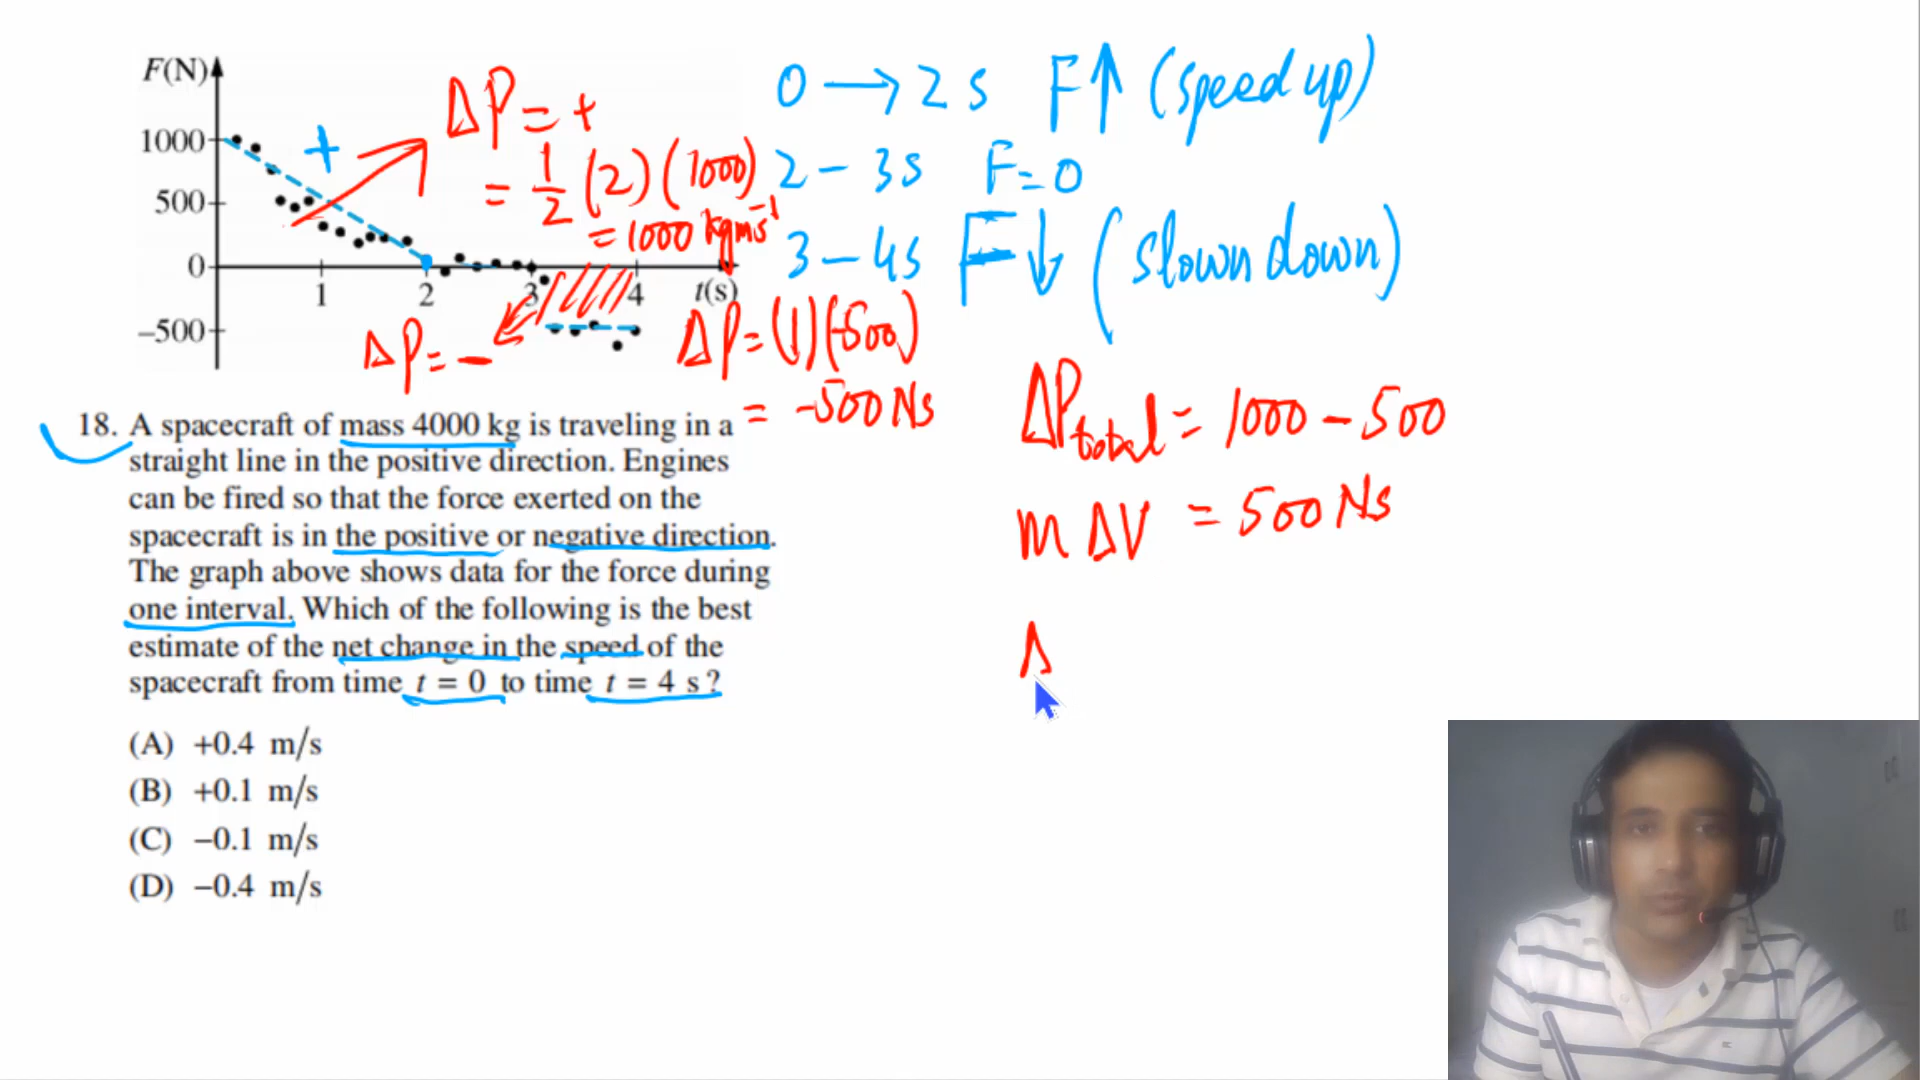 F(N)
1000
500
0
−500
1 2 3 4 t(s)
+
ΔP = +
= 1/2 (2)(1000)
= 1000 kgms⁻¹
ΔP = −
ΔP = (1)(-500)
= -500 Ns
0 → 2 s F↑ (speed up)
2 – 3s F = 0
3 – 4s F↓ (slown down)
ΔPtotal = 1000 – 500
m ΔV = 500 Ns
Δ
18. A spacecraft of mass 4000 kg is traveling in a
straight line in the positive direction. Engines
can be fired so that the force exerted on the
spacecraft is in the positive or negative direction.
The graph above shows data for the force during
one interval. Which of the following is the best
estimate of the net change in the speed of the
spacecraft from time t = 0 to time t = 4 s?
(A) +0.4 m/s
(B) +0.1 m/s
(C) −0.1 m/s
(D) −0.4 m/s